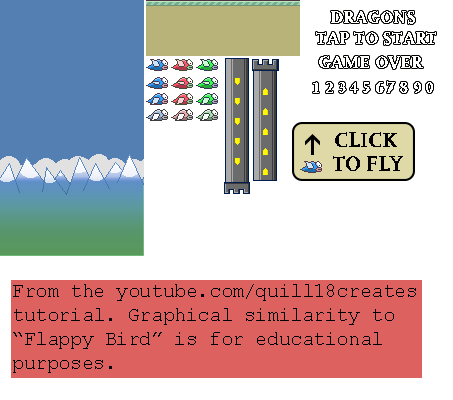 DRAGONS
TAP TO START
GAME OVER
1 2 3 4 5 6 7 8 9 0
CLICK
TO FLY
From the youtube.com/quill18creates
tutorial. Graphical similarity to
“Flappy Bird” is for educational
purposes.